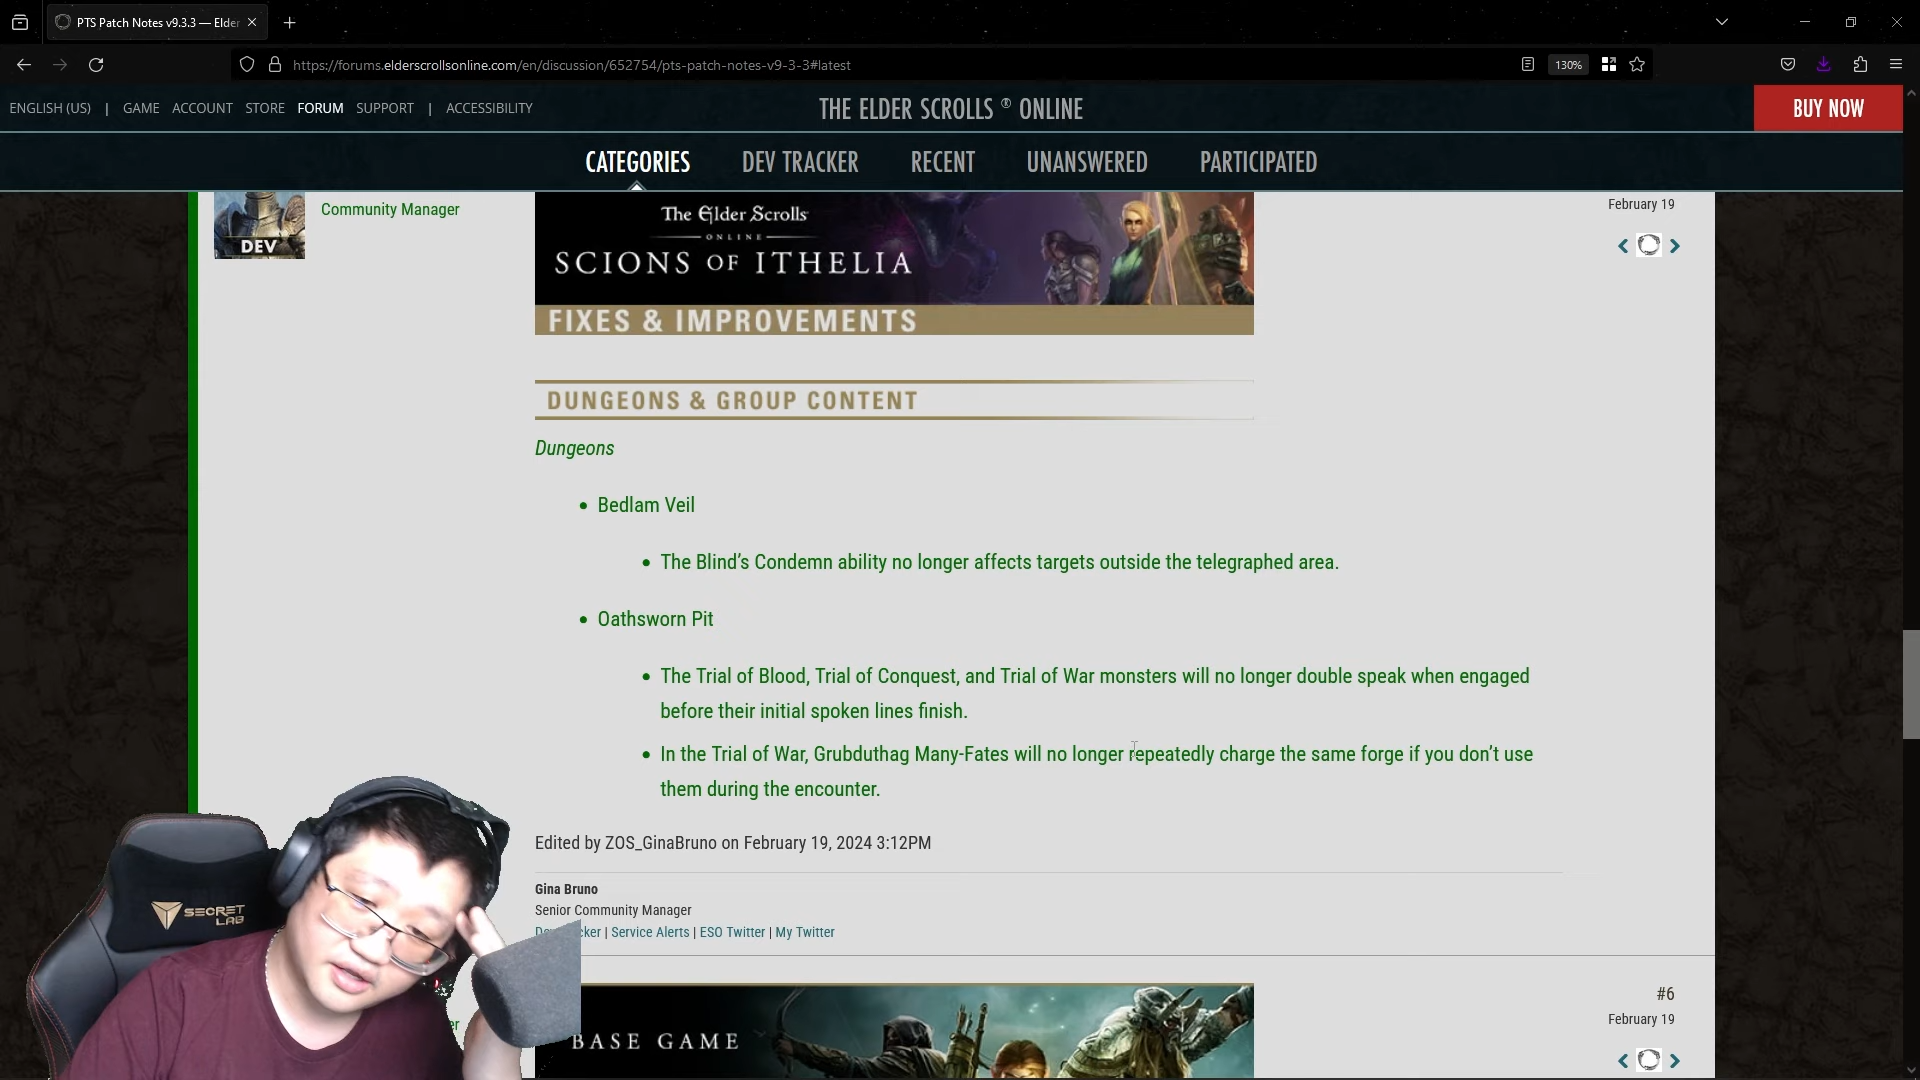 PTS Patch Notes v9.3.3 — Elder
https://forums.elderscrollsonline.com/en/discussion/652754/pts-patch-notes-v9-3-3#latest
130%
ENGLISH (US) | GAME ACCOUNT STORE FORUM SUPPORT | ACCESSIBILITY
THE ELDER SCROLLS ® ONLINE
BUY NOW
CATEGORIES DEV TRACKER RECENT UNANSWERED PARTICIPATED
DEV
Community Manager
February 19
The Elder Scrolls
ONLINE
SCIONS OF ITHELIA
FIXES & IMPROVEMENTS
DUNGEONS & GROUP CONTENT
Dungeons
• Bedlam Veil
• The Blind’s Condemn ability no longer affects targets outside the telegraphed area.
• Oathsworn Pit
• The Trial of Blood, Trial of Conquest, and Trial of War monsters will no longer double speak when engaged
before their initial spoken lines finish.
• In the Trial of War, Grubduthag Many-Fates will no longer repeatedly charge the same forge if you don’t use
them during the encounter.
Edited by ZOS_GinaBruno on February 19, 2024 3:12PM
Gina Bruno
Senior Community Manager
| Service Alerts | ESO Twitter | My Twitter
SECRET
LAB
#6
February 19
BASE GAME